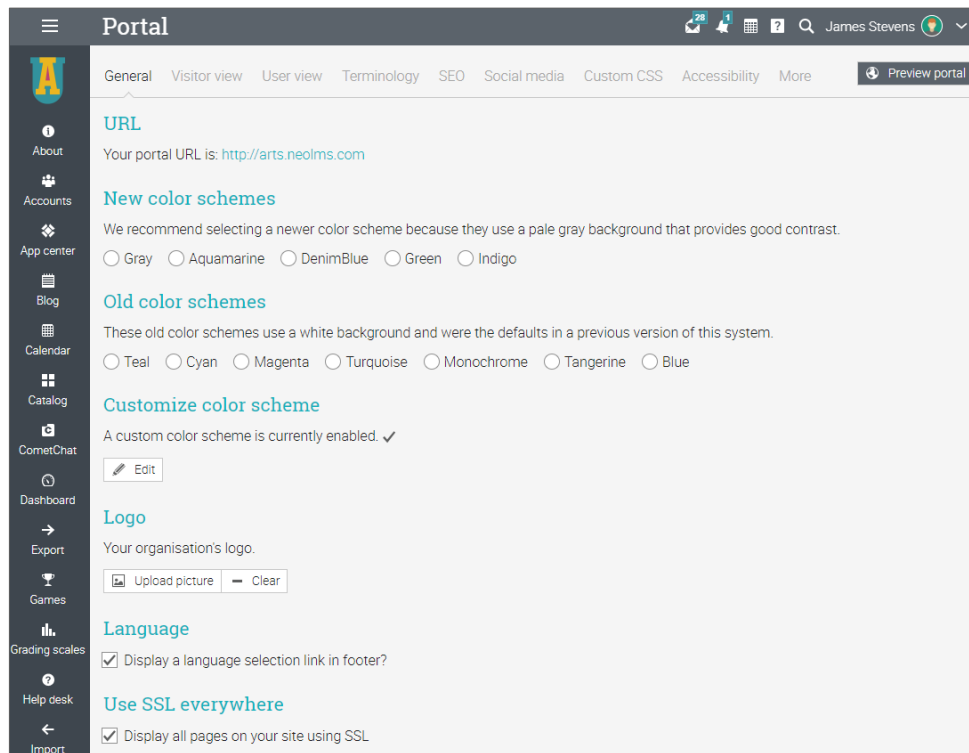 Portal
28
1
?
James Stevens
General Visitor view User view Terminology SEO Social media Custom CSS Accessibility More
Preview portal
About
Accounts
App center
Blog
Calendar
Catalog
CometChat
Dashboard
Export
Games
Grading scales
Help desk
Import
URL
Your portal URL is: http://arts.neolms.com
New color schemes
We recommend selecting a newer color scheme because they use a pale gray background that provides good contrast.
Gray Aquamarine DenimBlue Green Indigo
Old color schemes
These old color schemes use a white background and were the defaults in a previous version of this system.
Teal Cyan Magenta Turquoise Monochrome Tangerine Blue
Customize color scheme
A custom color scheme is currently enabled.
Edit
Logo
Your organisation's logo.
Upload picture Clear
Language
Display a language selection link in footer?
Use SSL everywhere
Display all pages on your site using SSL